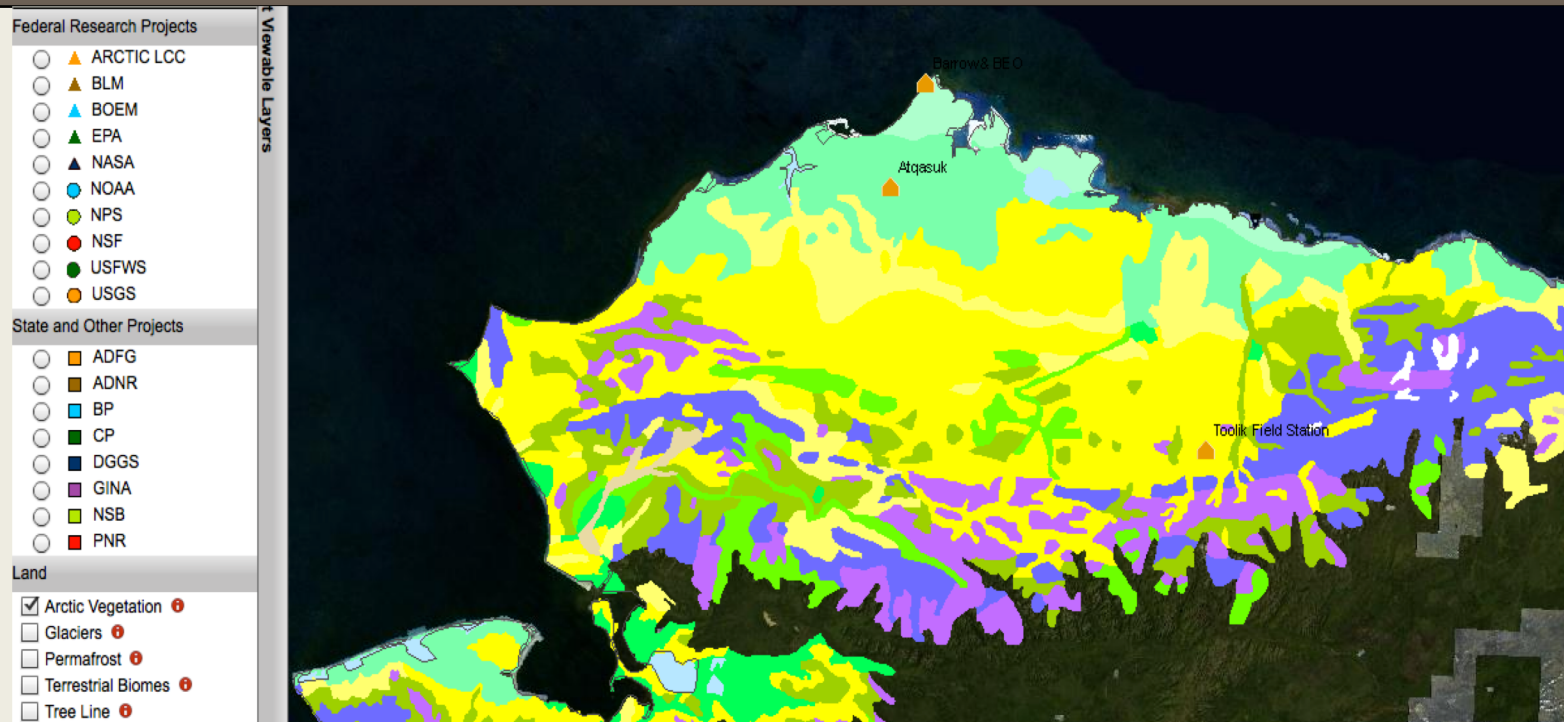 Federal Research Projects
ARCTIC LCC
BLM
BOEM
EPA
NASA
NOAA
NPS
NSF
USFWS
USGS
State and Other Projects
ADFG
ADNR
BP
CP
DGGS
GINA
NSB
PNR
Land
Arctic Vegetation
Glaciers
Permafrost
Terrestrial Biomes
Tree Line
t Viewable Layers
Barrow & BEO
Atqasuk
Toolik Field Station